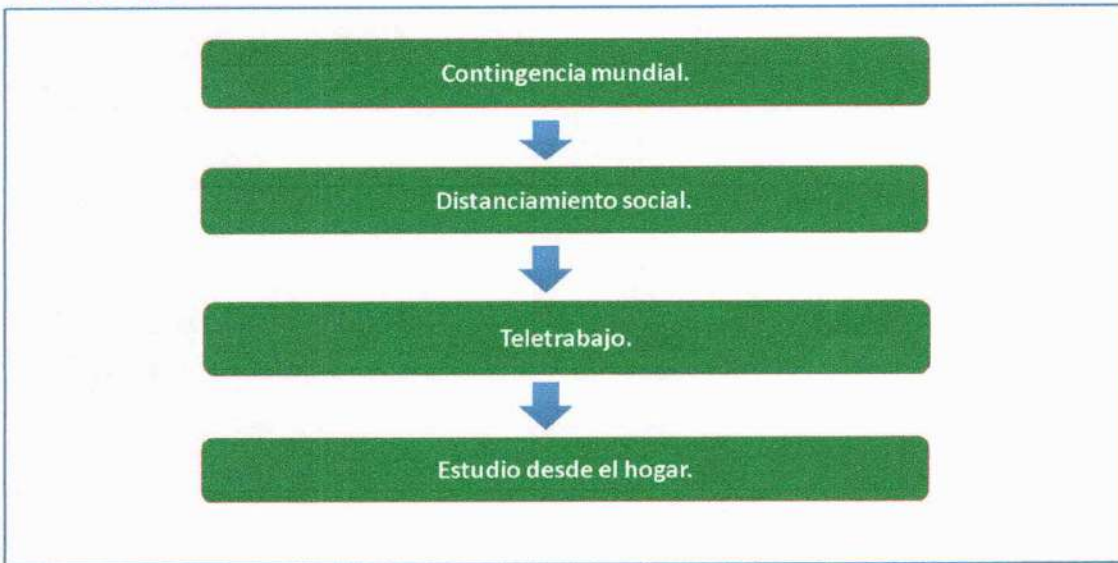 Contingencia mundial.
Distanciamiento social.
Teletrabajo.
Estudio desde el hogar.